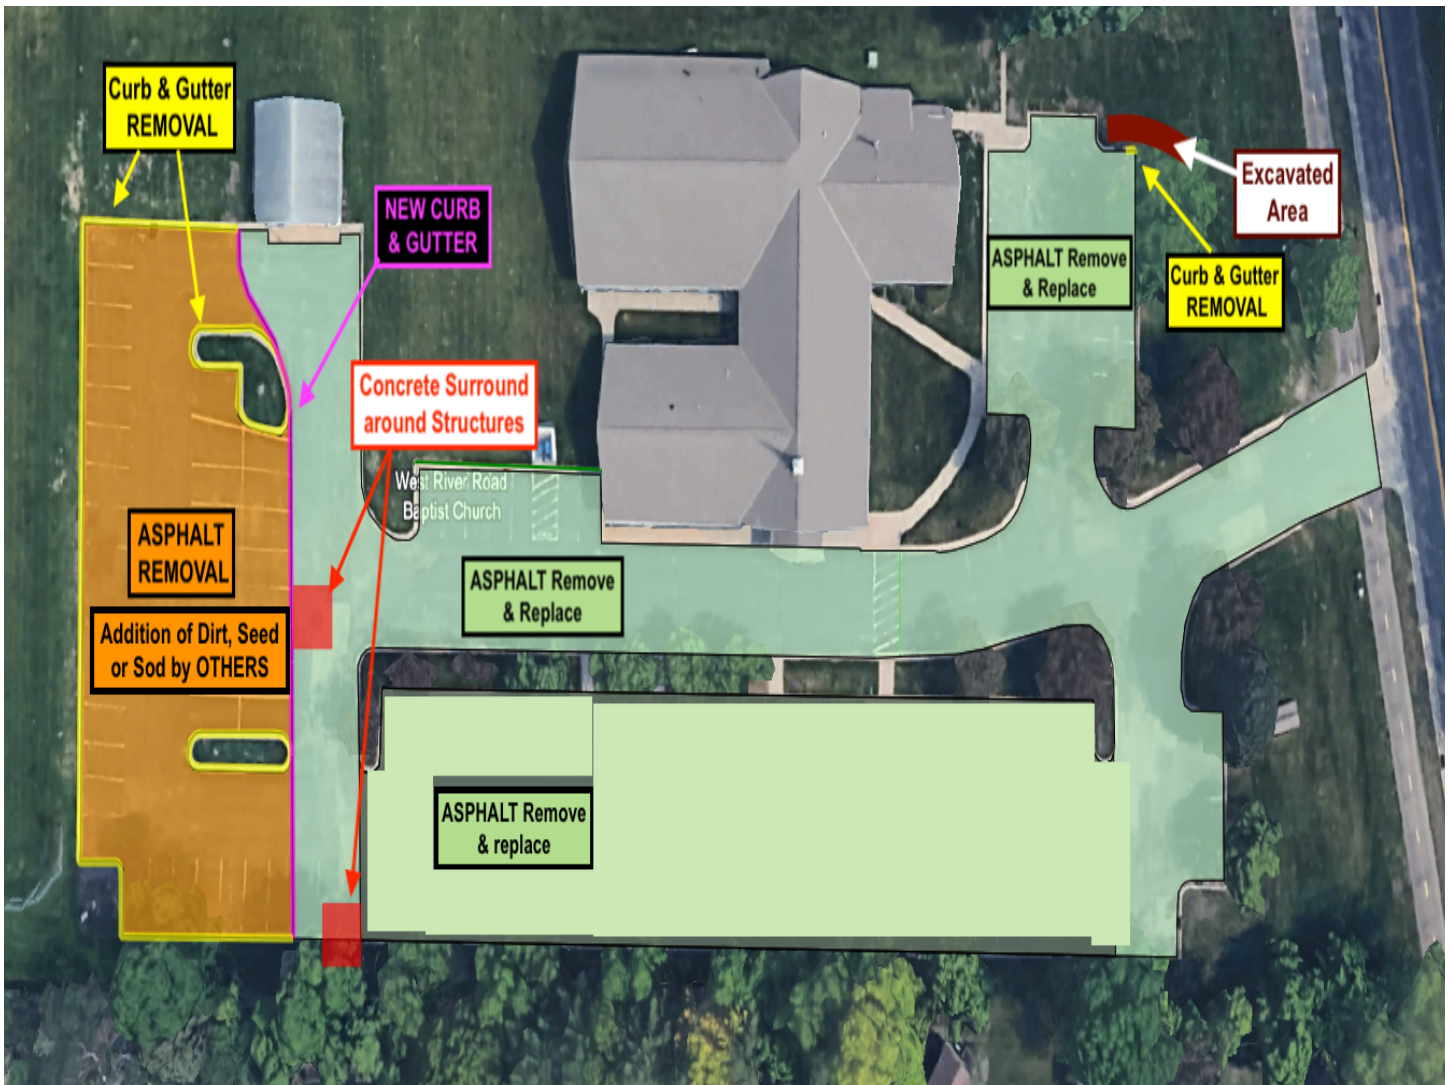 Curb & Gutter
REMOVAL
NEW CURB
& GUTTER
Excavated
Area
ASPHALT Remove
& Replace
Curb & Gutter
REMOVAL
Concrete Surround
around Structures
West River Road
Baptist Church
ASPHALT
REMOVAL
ASPHALT Remove
& Replace
Addition of Dirt, Seed
or Sod by OTHERS
ASPHALT Remove
& replace